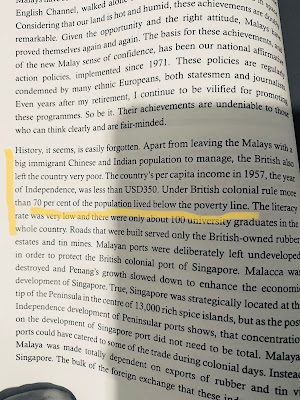 English Channel, walked alone
Considering that our land is hot and humid, these achievements are doubly
remarkable. Given the opportunity and the right attitude, Malays have
proved themselves again and again. The basis for these achievements,
of the new Malay sense of confidence, has been our national affirmative
action policies, implemented since 1971. These policies are regularly
condemned by many ethnic Europeans, both statesmen and journalists.
Even years after my retirement, I continue to be vilified for promoting
these programmes. So be it. Their achievements are undeniable to those
who can think clearly and are fair-minded.
History, it seems, is easily forgotten. Apart from leaving the Malays with a
big immigrant Chinese and Indian population to manage, the British also
left the country very poor. The country's per capita income in 1957, the year
of Independence, was less than USD350. Under British colonial rule more
than 70 per cent of the population lived below the poverty line. The literacy
rate was very low and there were only about 100 university graduates in the
whole country. Roads that were built served only the British-owned rubber
estates and tin mines. Malayan ports were deliberately left undeveloped
in order to protect the British colonial port of Singapore. Malacca was
destroyed and Penang's growth slowed down to enhance the economic
development of Singapore. True, Singapore was strategically located at the
tip of the Peninsula in the centre of 13,000 rich spice islands, but as the post-
Independence development of Peninsular ports shows, that concentration
on the development of Singapore port did not need to be total. Malayan
ports could have catered to some of the trade during colonial days. Instead
Malaya was made totally dependent on exports of rubber and tin via
Singapore. The bulk of the foreign exchange that these